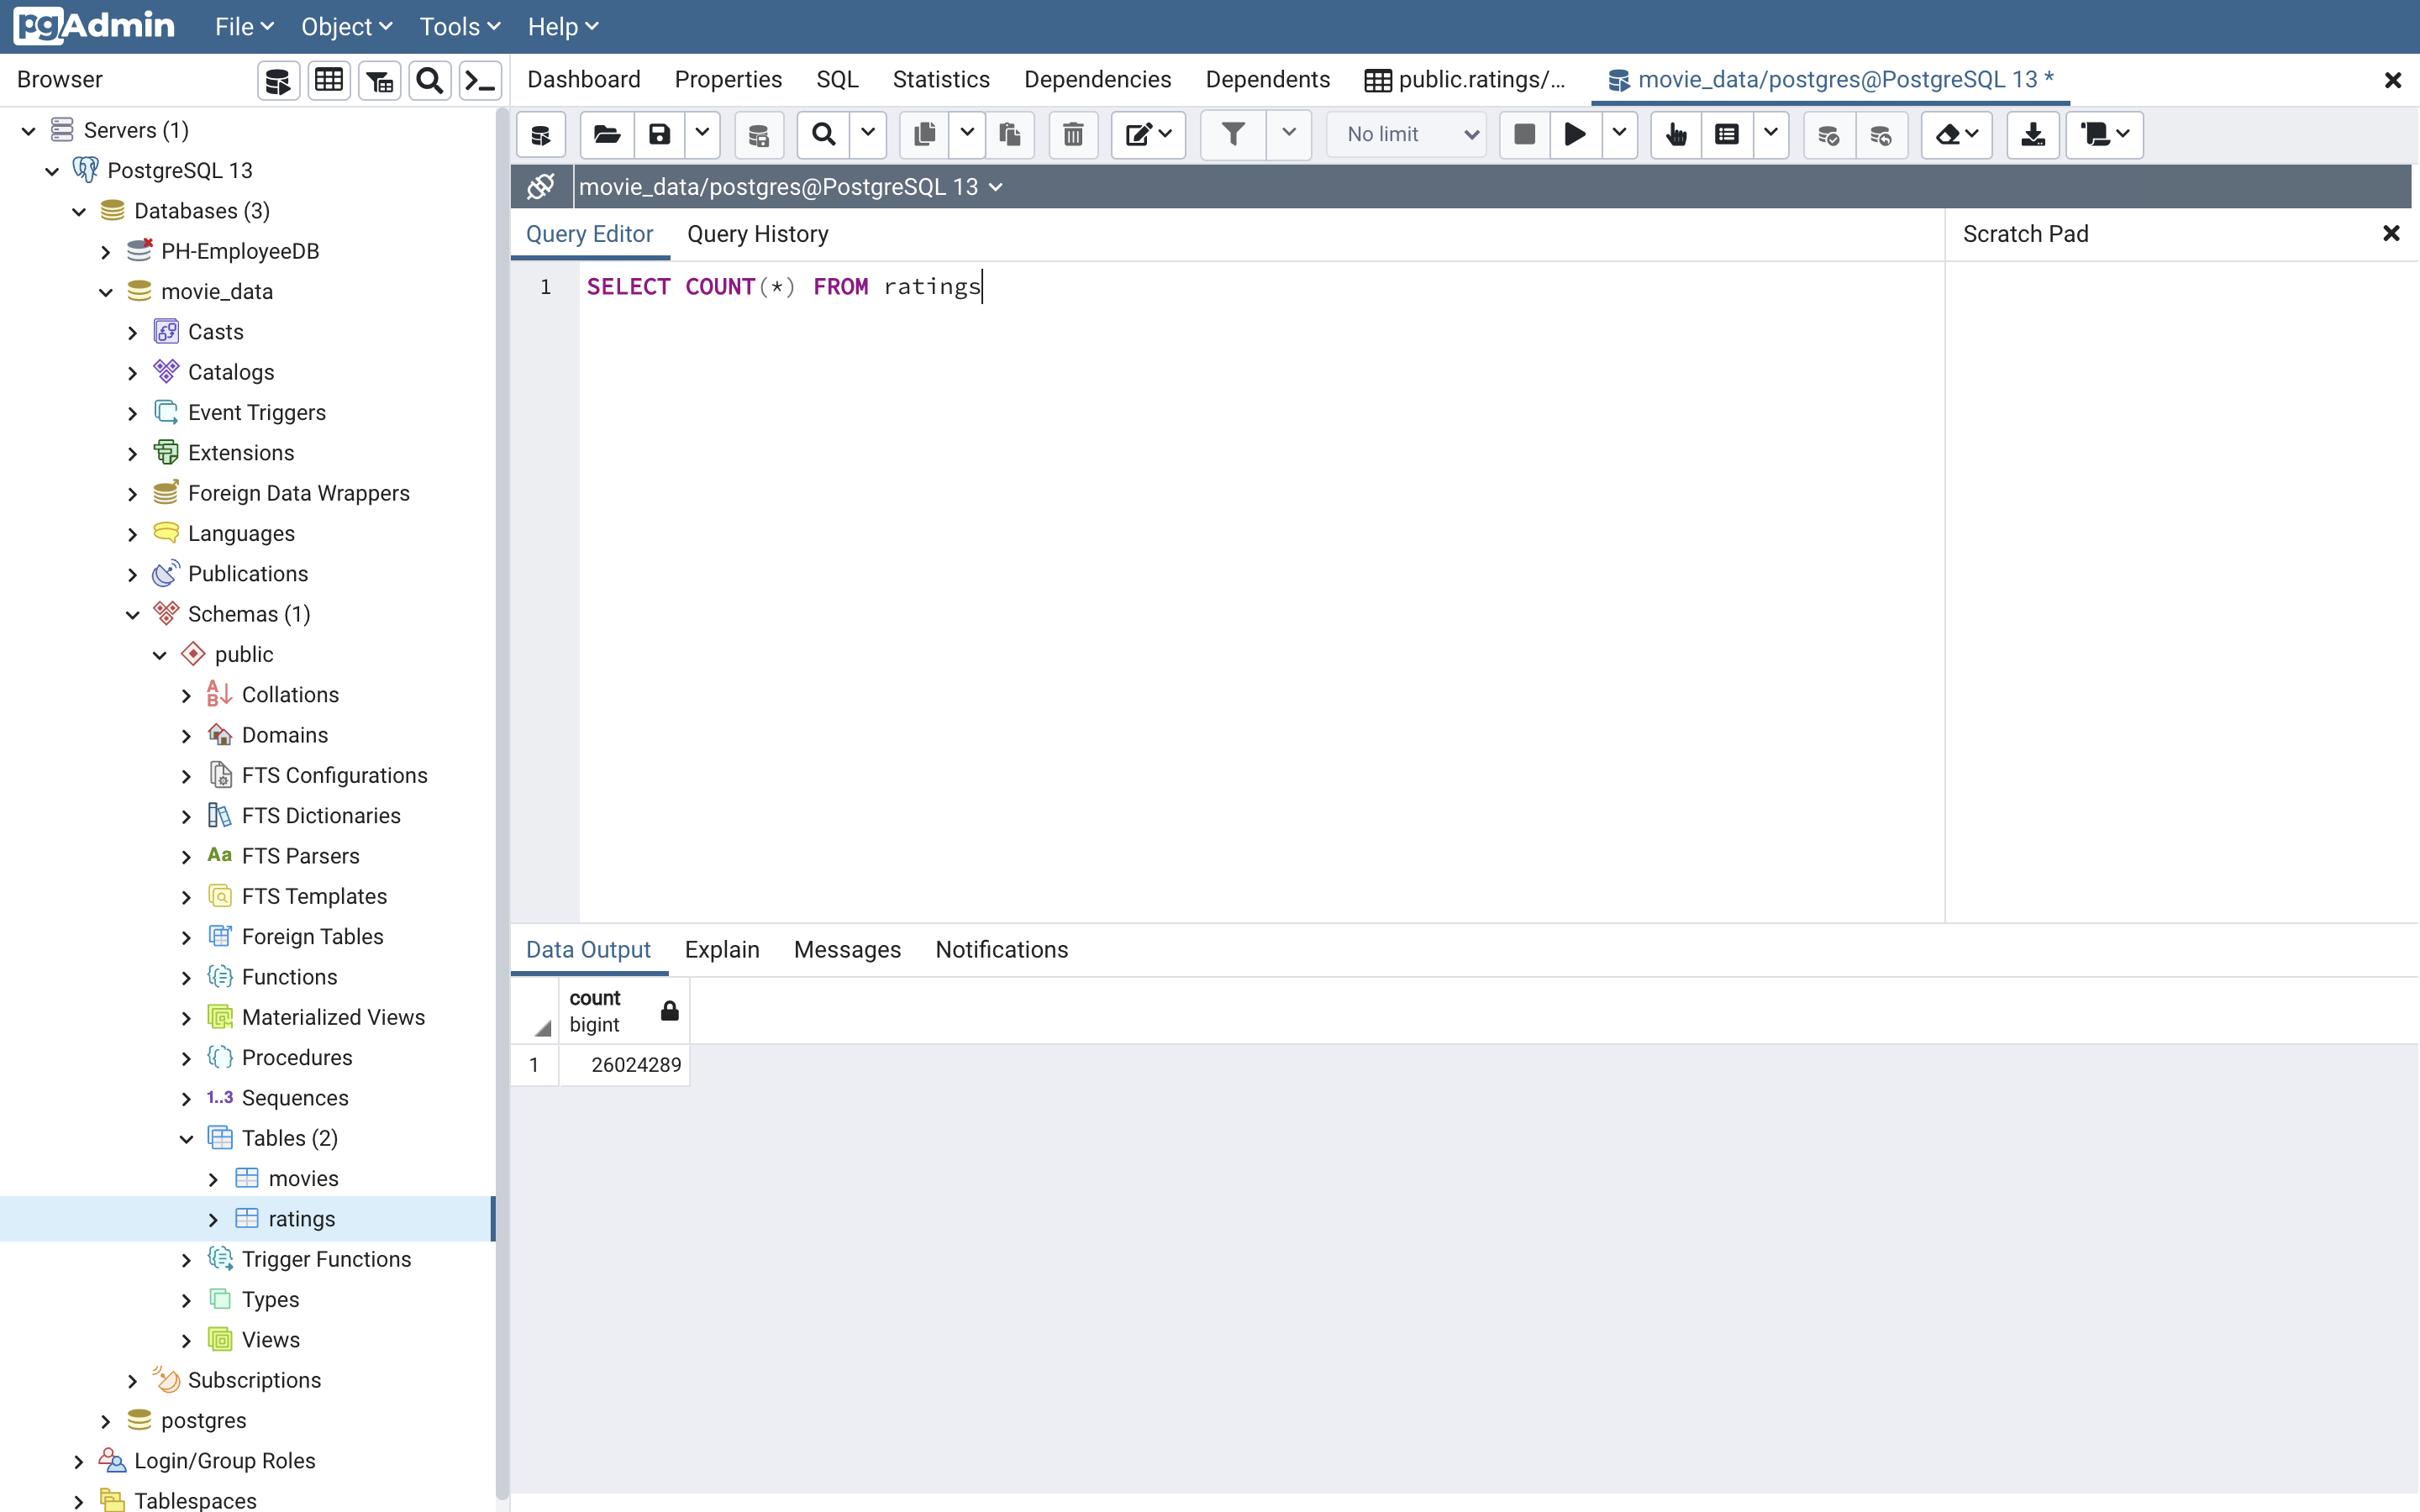 pgAdmin File Object Tools Help
Browser
Dashboard Properties SQL Statistics Dependencies Dependents public.ratings/... movie_data/postgres@PostgreSQL 13 *
No limit
movie_data/postgres@PostgreSQL 13
Query Editor Query History
Scratch Pad
1 SELECT COUNT(*) FROM ratings
Data Output Explain Messages Notifications
count
bigint
1 26024289
Servers (1)
PostgreSQL 13
Databases (3)
PH-EmployeeDB
movie_data
Casts
Catalogs
Event Triggers
Extensions
Foreign Data Wrappers
Languages
Publications
Schemas (1)
public
Collations
Domains
FTS Configurations
FTS Dictionaries
Aa FTS Parsers
FTS Templates
Foreign Tables
Functions
Materialized Views
Procedures
1..3 Sequences
Tables (2)
movies
ratings
Trigger Functions
Types
Views
Subscriptions
postgres
Login/Group Roles
Tablespaces